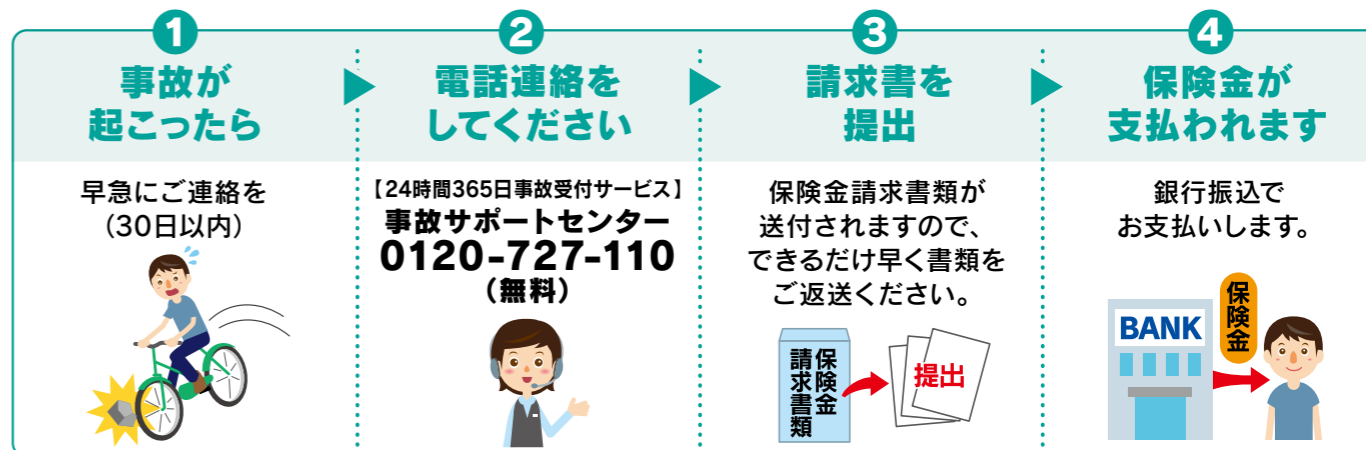 1
事故が
起こったら
早急にご連絡を
(30日以内)
2
電話連絡を
してください
【24時間365日事故受付サービス】
事故サポートセンター
0120-727-110
(無料)
3
請求書を
提出
保険金請求書類が
送付されますので、
できるだけ早く書類を
ご返送ください。
保険金
請求書類
提出
4
保険金が
支払われます
銀行振込で
お支払いします。
BANK
保険金